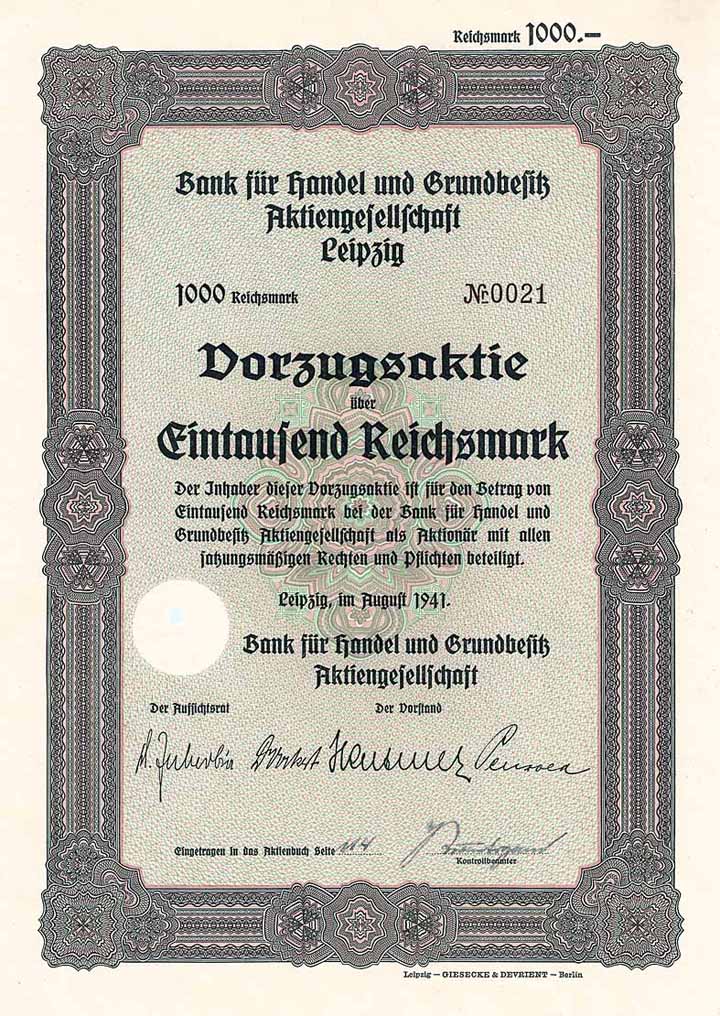 Reichsmark 1000.—
Bank für Handel und Grundbesitz
Aktiengesellschaft
Leipzig
1000 Reichsmark
№ 0021
Vorzugsaktie
über
Eintausend Reichsmark
Der Inhaber dieser Vorzugsaktie ist für den Betrag von
Eintausend Reichsmark bei der Bank für Handel und
Grundbesitz Aktiengesellschaft als Aktionär mit allen
satzungsmäßigen Rechten und Pflichten beteiligt.
Leipzig, im August 1941.
Bank für Handel und Grundbesitz
Aktiengesellschaft
Der Aufsichtsrat
Der Vorstand
Eingetragen in das Aktienbuch Seite
Kontrollbeamter
Leipzig — GIESECKE & DEVRIENT — Berlin